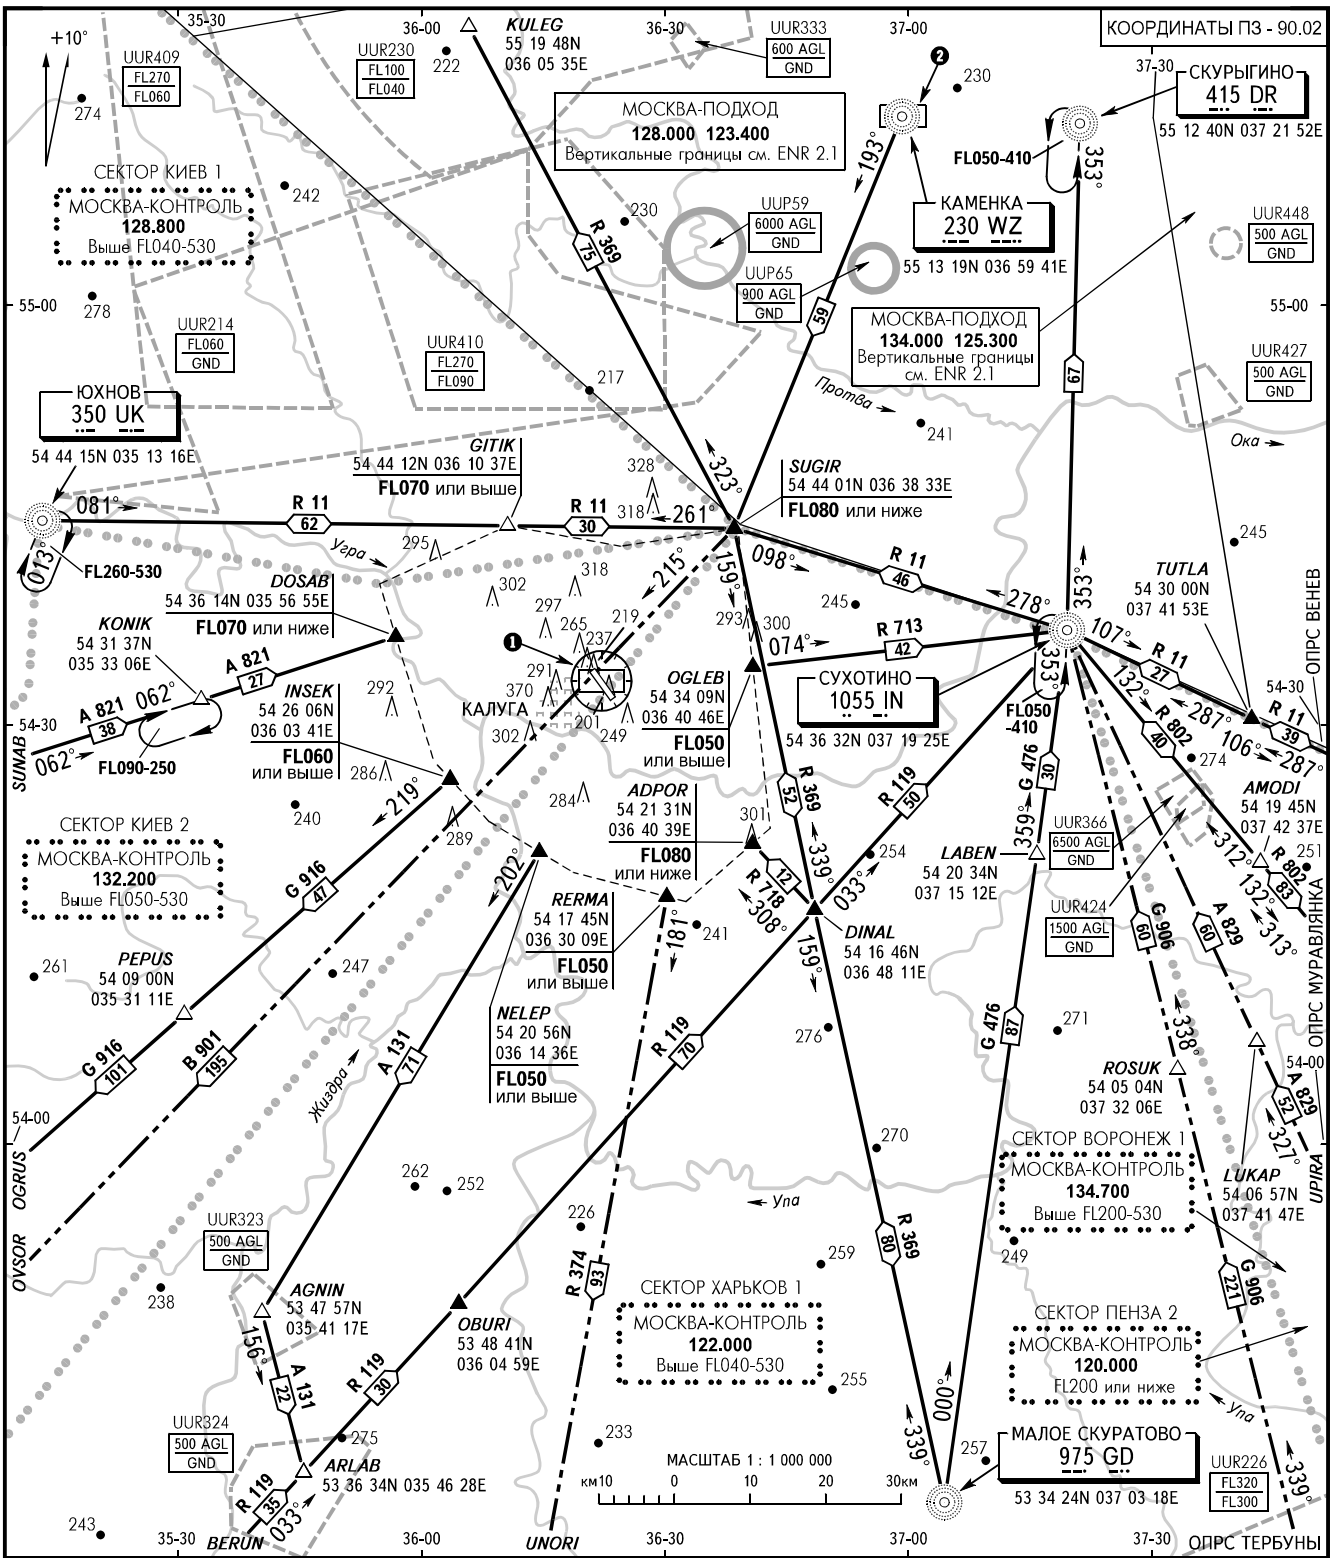 35-30
36-00
36-30
37-00
КООРДИНАТЫ ПЗ - 90.02
+10°
UUR409
FL270
FL060
UUR230
FL100
FL040
222
KULEG
55 19 48N
036 05 35E
UUR333
600 AGL
GND
2
230
37-30
СКУРЫГИНО
415 DR
55 12 40N 037 21 52E
274
МОСКВА-ПОДХОД
128.000 123.400
Вертикальные границы см. ENR 2.1
193°
FL050-410
353°
СЕКТОР КИЕВ 1
МОСКВА-КОНТРОЛЬ
128.800
Выше FL040-530
242
230
R 369
75
UUP59
6000 AGL
GND
КАМЕНКА
230 WZ
55 13 19N 036 59 41E
UUR448
500 AGL
GND
UUP65
900 AGL
GND
55-00
278
59
55-00
МОСКВА-ПОДХОД
134.000 125.300
Вертикальные границы
см. ENR 2.1
UUR214
FL060
GND
UUR410
FL270
FL090
217
67
UUR427
500 AGL
GND
ЮХНОВ
350 UK
54 44 15N 035 13 16E
Протва
241
Ока
GITIK
54 44 12N 036 10 37E
FL070 или выше
328
318
323°
SUGIR
54 44 01N 036 38 33E
FL080 или ниже
081°
R 11
62
R 11
30
261°
013°
FL260-530
Угра
295
215°
159°
098°
R 11
46
245
353°
TUTLA
54 30 00N
037 41 53E
ОПРС ВЕНЕВ
DOSAB
54 36 14N 035 56 55E
FL070 или ниже
302
318
297
265
219
237
293
300
245
278°
KONIK
54 31 37N
035 33 06E
1
074°
R 713
42
107°
R 11
27
A 821
27
291
370
КАЛУГА
302
201
249
OGLEB
54 34 09N
036 40 46E
FL050
или выше
СУХОТИНО
1055 IN
54 36 32N 037 19 25E
353°
FL050
-410
132°
287°
54-30
R 11
39
106°
287°
54-30
A 821
38
062°
062°
SUNAB
FL090-250
INSEK
54 26 06N
036 03 41E
FL060
или выше
292
286
R 802
40
274
219°
240
289
284
ADPOR
54 21 31N
036 40 39E
FL080
или ниже
301
R 369
52
R 119
50
G 476
30
359°
AMODI
54 19 45N
037 42 37E
251
СЕКТОР КИЕВ 2
МОСКВА-КОНТРОЛЬ
132.200
Выше FL050-530
UUR366
6500 AGL
GND
312°
R 802
83
132°
313°
ОПРС МУРАВЛЯНКА
202°
339°
12
R 718
308°
033°
254
LABEN
54 20 34N
037 15 12E
G 916
47
RERMA
54 17 45N
036 30 09E
FL050
или выше
181°
241
DINAL
54 16 46N
036 48 11E
159°
UUR424
1500 AGL
GND
G 906
60
A 829
60
261
PEPUS
54 09 00N
035 31 11E
247
NELEP
54 20 56N
036 14 36E
FL050
или выше
276
G 476
87
271
338°
G 916
101
B 901
195
A 131
71
R 119
70
Жиздра
ROSUK
54 05 04N
037 32 06E
54-00
A 829
52
327°
UPIRA
54-00
OGRUS
OVSOR
270
СЕКТОР ВОРОНЕЖ 1
МОСКВА-КОНТРОЛЬ
134.700
Выше FL200-530
LUKAP
54 06 57N
037 41 47E
262
252
226
Упа
R 369
80
249
UUR323
500 AGL
GND
238
259
R 374
93
G 906
221
AGNIN
53 47 57N
035 41 17E
156°
OBURI
53 48 41N
036 04 59E
СЕКТОР ХАРЬКОВ 1
МОСКВА-КОНТРОЛЬ
122.000
Выше FL040-530
СЕКТОР ПЕНЗА 2
МОСКВА-КОНТРОЛЬ
120.000
FL200 или ниже
A 131
22
R 119
30
255
000°
Упа
UUR324
500 AGL
GND
275
233
339°
257
МАЛОЕ СКУРАТОВО
975 GD
53 34 24N 037 03 18E
ARLAB
53 36 34N 035 46 28E
МАСШТАБ 1 : 1 000 000
км10
0
10
20
30км
UUR226
FL320
FL300
339°
R 119
35
033°
243
35-30
BERUN
36-00
UNORI
36-30
37-00
37-30
ОПРС ТЕРБУНЫ